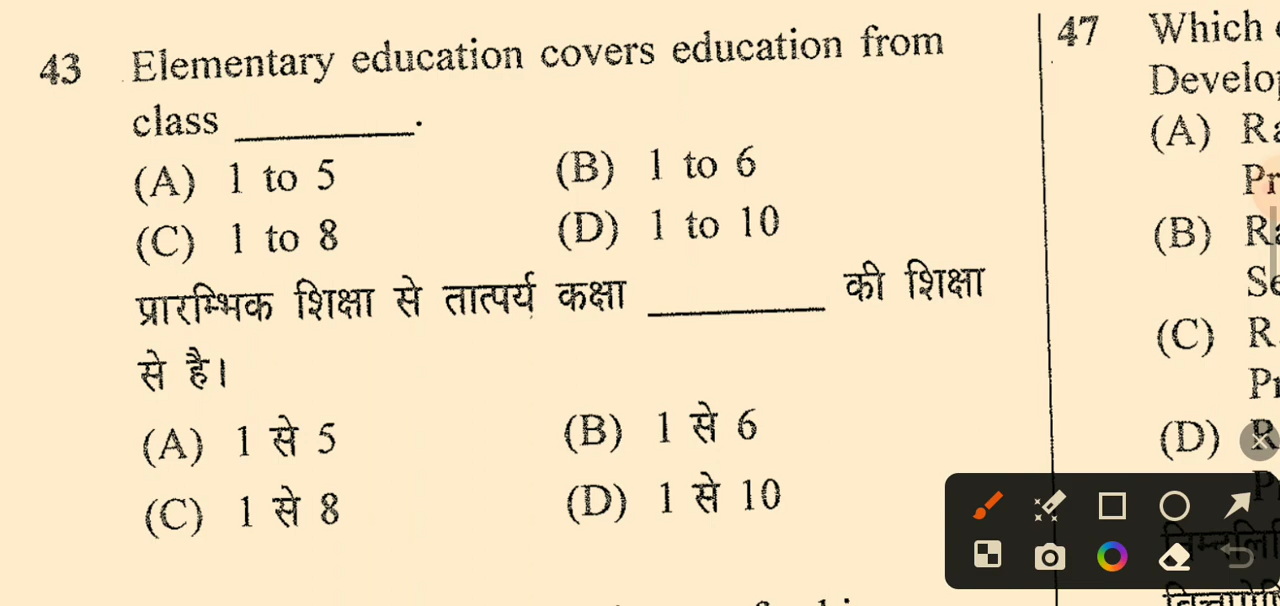 43 Elementary education covers education from
class ________.
(A) 1 to 5 (B) 1 to 6
(C) 1 to 8 (D) 1 to 10
प्रारम्भिक शिक्षा से तात्पर्य कक्षा ________ की शिक्षा
से है।
(A) 1 से 5 (B) 1 से 6
(C) 1 से 8 (D) 1 से 10
47 Which
(A)
(B)
(C)
(D)